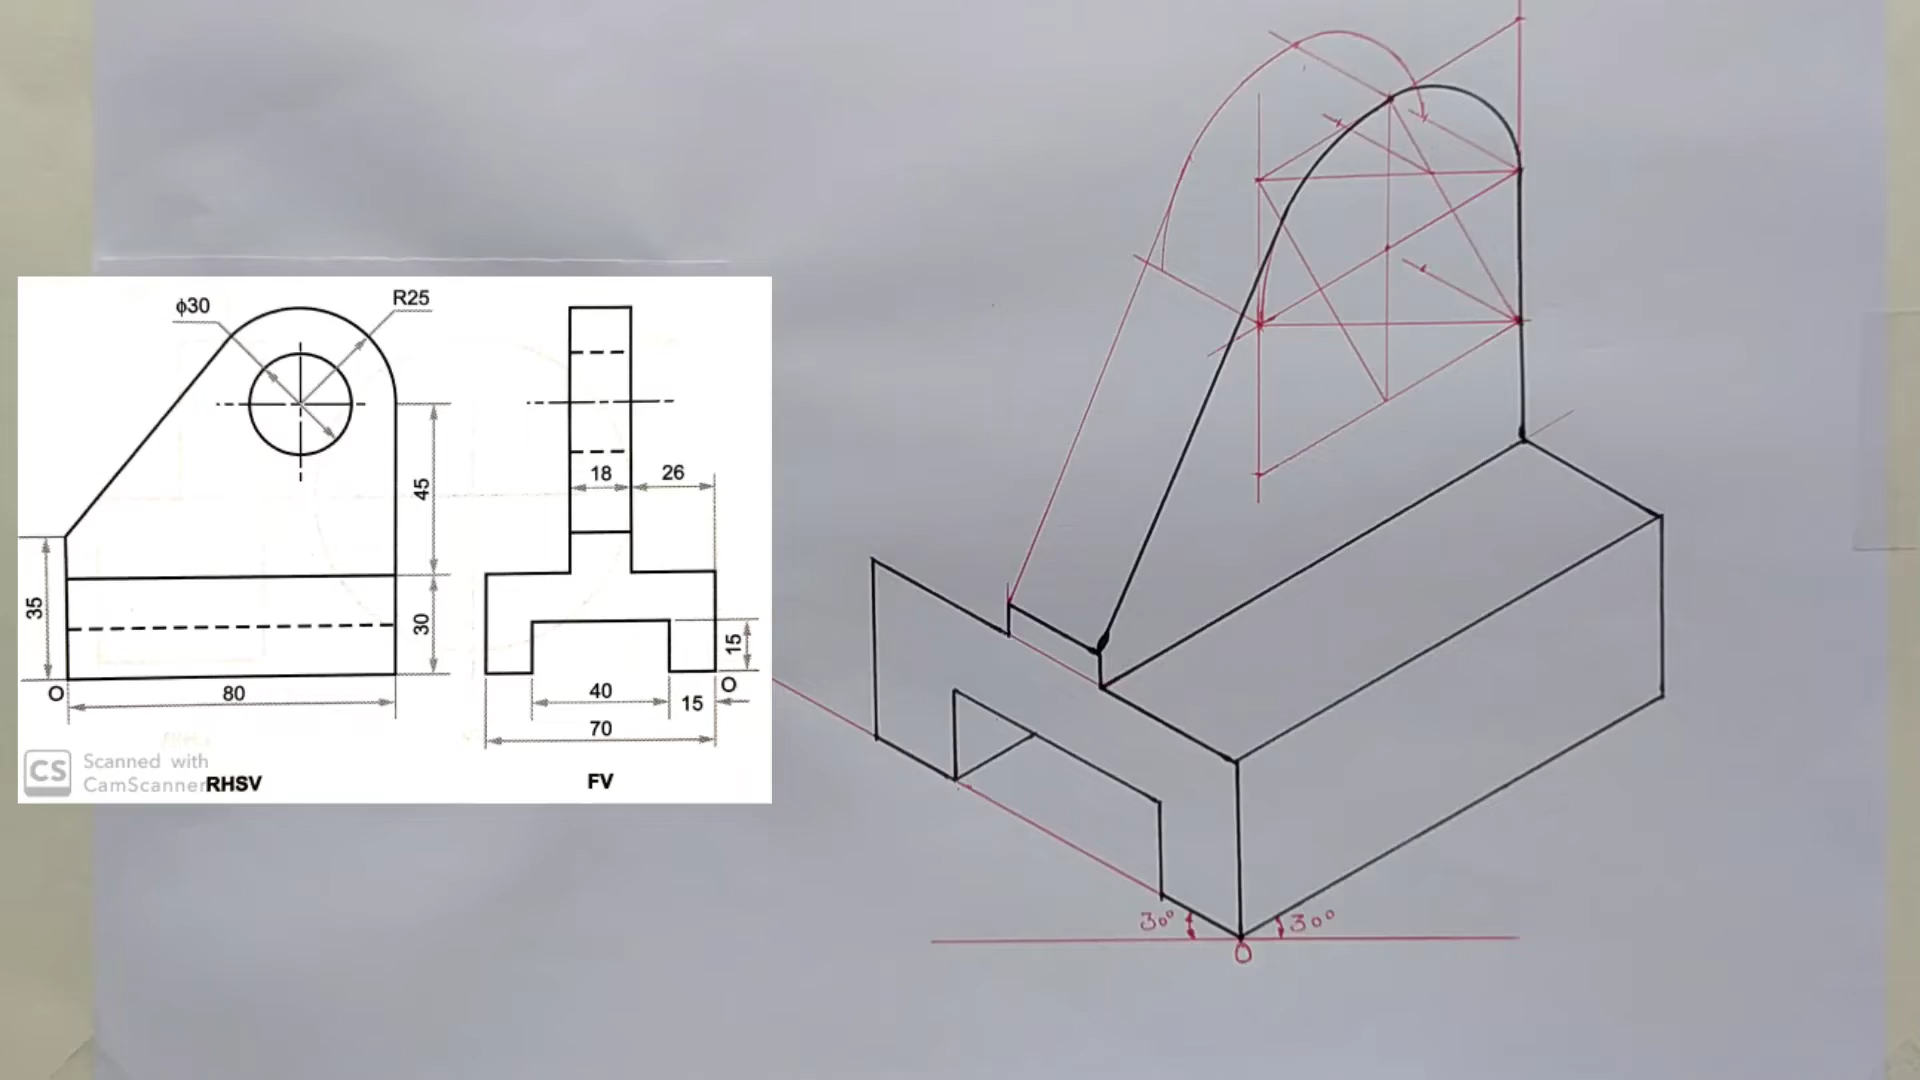 ϕ30
R25
18
26
45
35
30
15
O
80
O
40
15
70
Scanned with
CS CamScanner
RHSV
FV
30°
30°
O